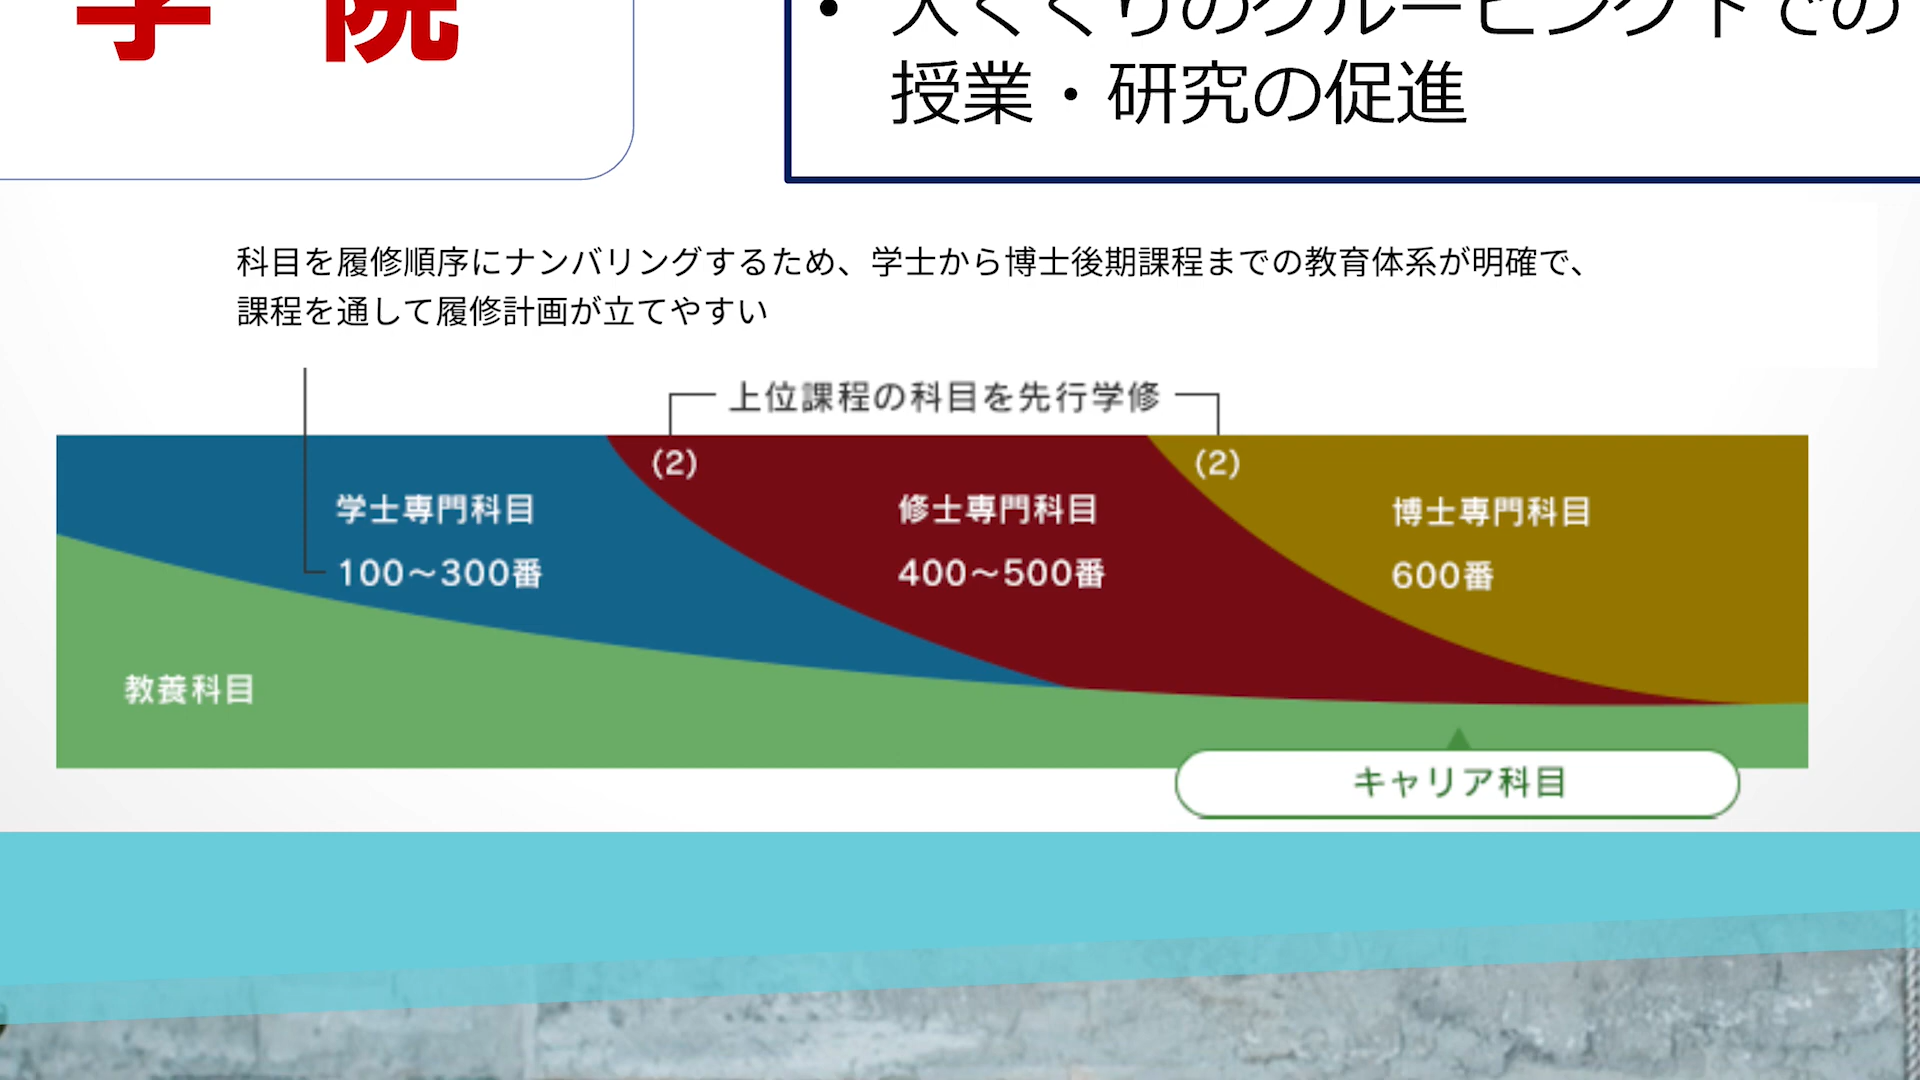 学院
・大くくりのグルーピング下での
授業・研究の促進
科目を履修順序にナンバリングするため、学士から博士後期課程までの教育体系が明確で、
課程を通して履修計画が立てやすい
上位課程の科目を先行学修
(2)
(2)
学士専門科目
修士専門科目
博士専門科目
100～300番
400～500番
600番
教養科目
キャリア科目